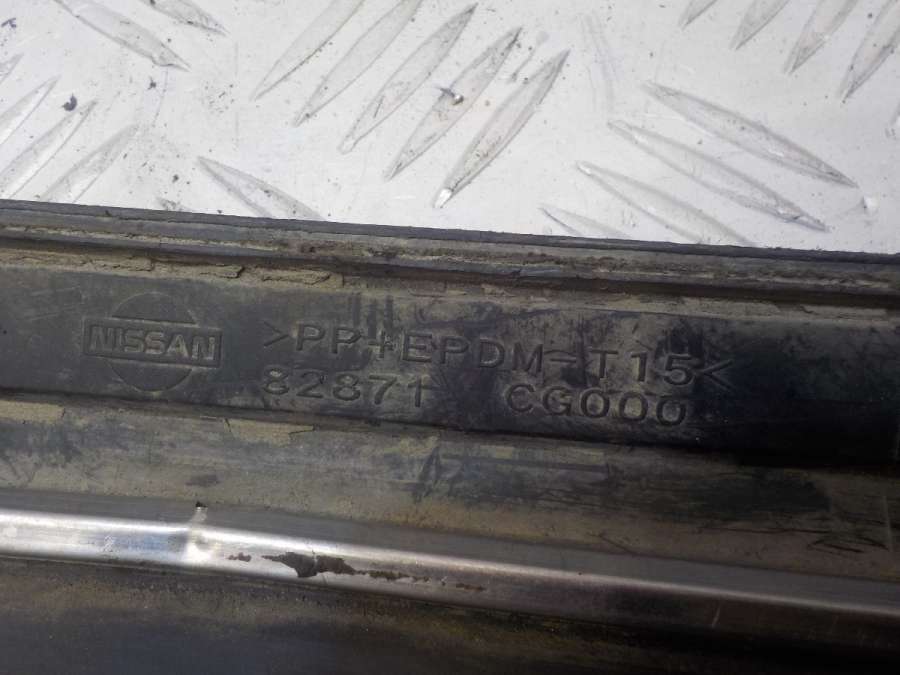 NISSAN
>PP+EPDM-T15<
82871 CG000